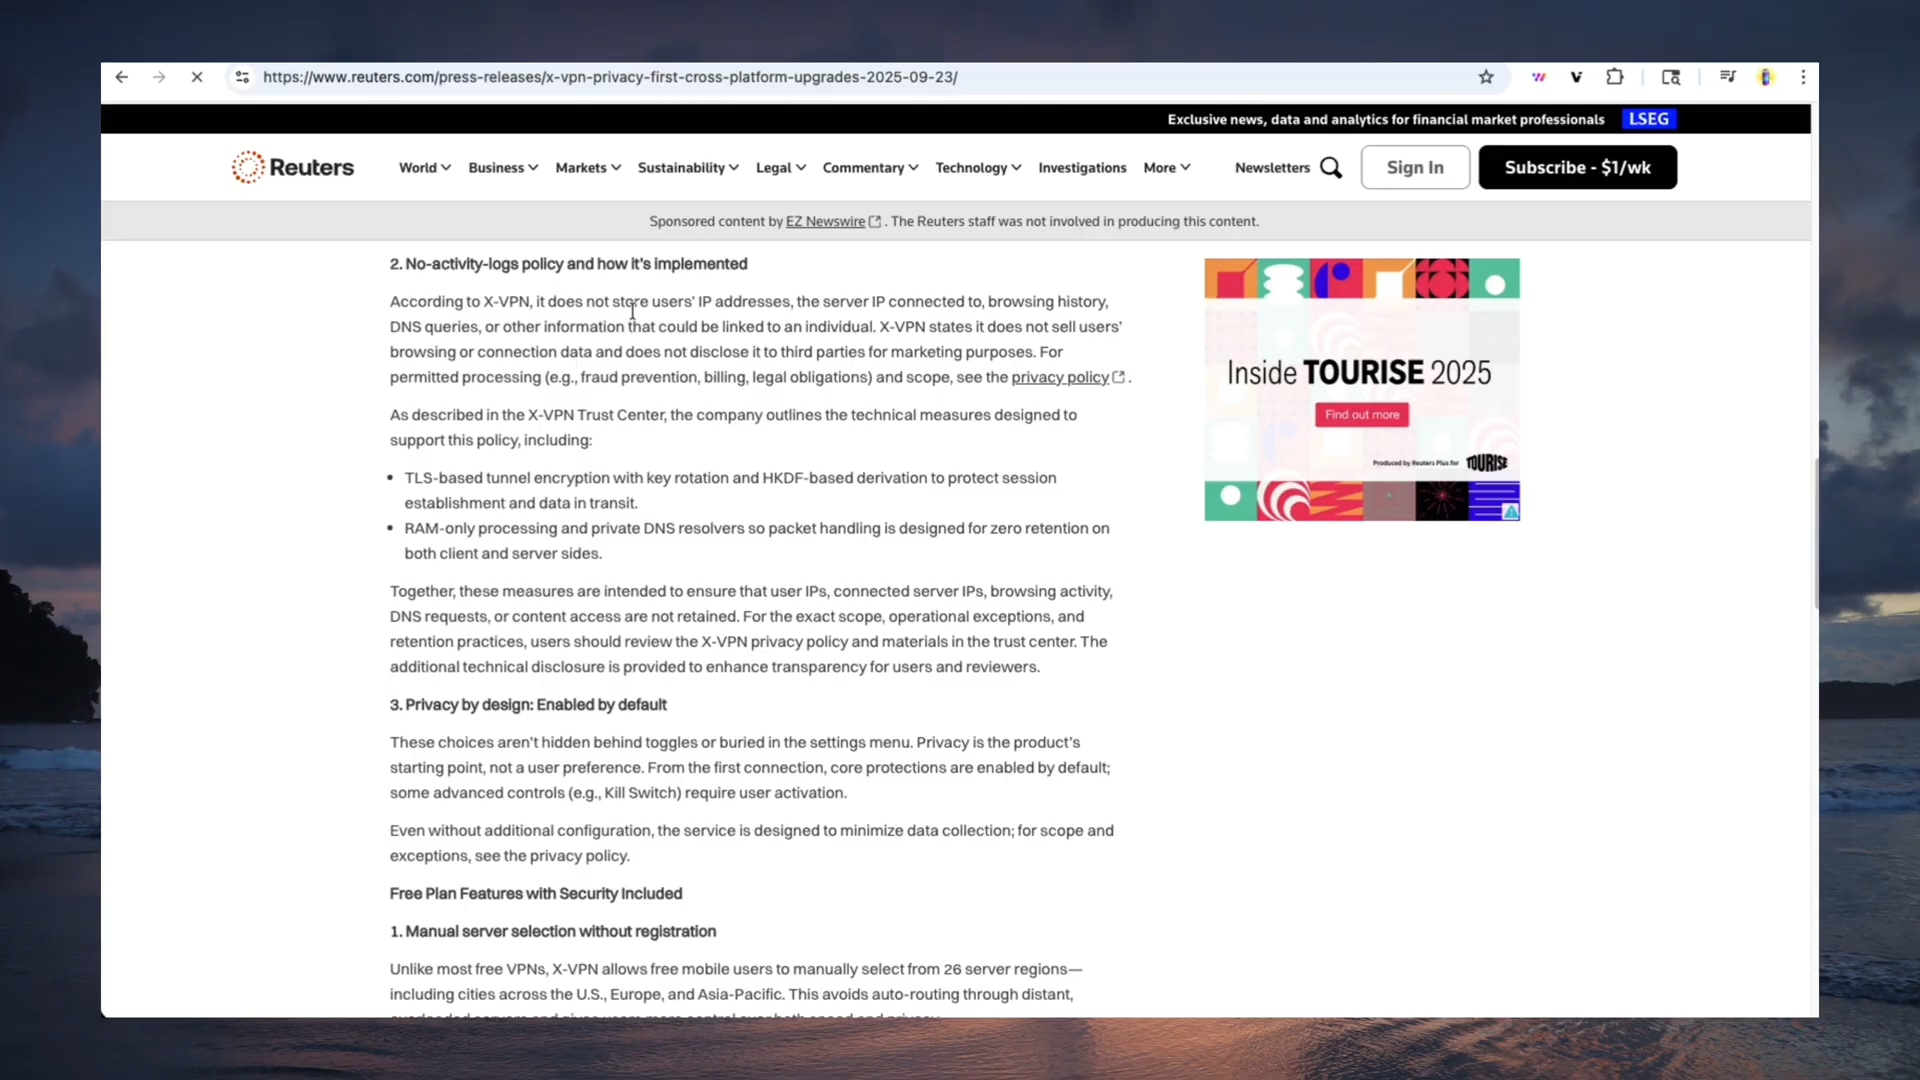 https://www.reuters.com/press-releases/x-vpn-privacy-first-cross-platform-upgrades-2025-09-23/
Exclusive news, data and analytics for financial market professionals LSEG
Reuters World Business Markets Sustainability Legal Commentary Technology Investigations More Newsletters Sign In Subscribe - $1/wk
Sponsored content by EZ Newswire . The Reuters staff was not involved in producing this content.
2. No-activity-logs policy and how it's implemented
According to X-VPN, it does not store users' IP addresses, the server IP connected to, browsing history,
DNS queries, or other information that could be linked to an individual. X-VPN states it does not sell users'
browsing or connection data and does not disclose it to third parties for marketing purposes. For
permitted processing (e.g., fraud prevention, billing, legal obligations) and scope, see the privacy policy .
As described in the X-VPN Trust Center, the company outlines the technical measures designed to
support this policy, including:
• TLS-based tunnel encryption with key rotation and HKDF-based derivation to protect session
establishment and data in transit.
• RAM-only processing and private DNS resolvers so packet handling is designed for zero retention on
both client and server sides.
Together, these measures are intended to ensure that user IPs, connected server IPs, browsing activity,
DNS requests, or content access are not retained. For the exact scope, operational exceptions, and
retention practices, users should review the X-VPN privacy policy and materials in the trust center. The
additional technical disclosure is provided to enhance transparency for users and reviewers.
3. Privacy by design: Enabled by default
These choices aren't hidden behind toggles or buried in the settings menu. Privacy is the product's
starting point, not a user preference. From the first connection, core protections are enabled by default;
some advanced controls (e.g., Kill Switch) require user activation.
Even without additional configuration, the service is designed to minimize data collection; for scope and
exceptions, see the privacy policy.
Free Plan Features with Security Included
1. Manual server selection without registration
Unlike most free VPNs, X-VPN allows free mobile users to manually select from 26 server regions—
including cities across the U.S., Europe, and Asia-Pacific. This avoids auto-routing through distant,
Inside TOURISE 2025
Find out more
Produced by Reuters Plus for TOURISE